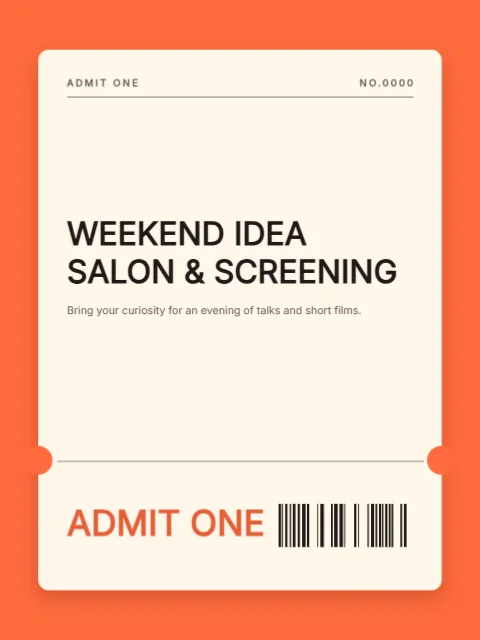 ADMIT ONE
NO.0000
WEEKEND IDEA
SALON & SCREENING
Bring your curiosity for an evening of talks and short films.
ADMIT ONE